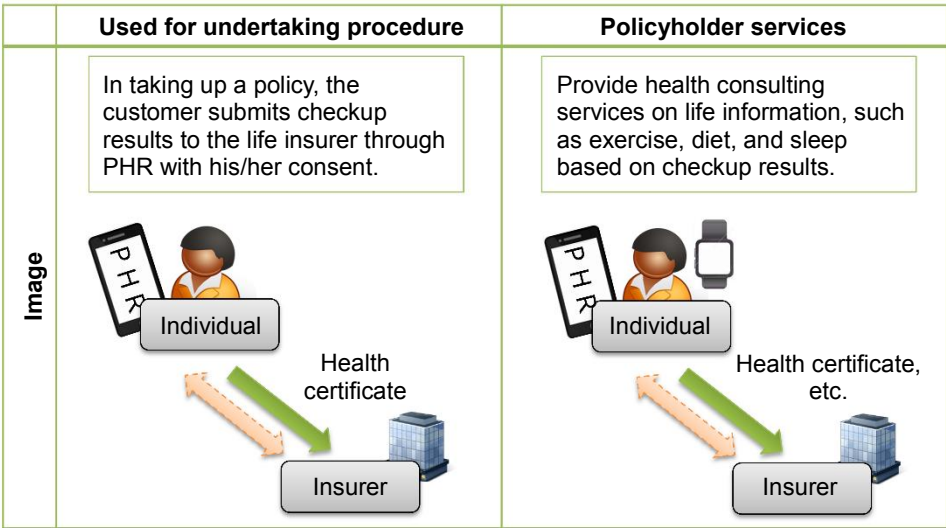 Used for undertaking procedure
Policyholder services
Image
In taking up a policy, the
customer submits checkup
results to the life insurer through
PHR with his/her consent.
PHR
Individual
Health
certificate
Insurer
Provide health consulting
services on life information, such
as exercise, diet, and sleep
based on checkup results.
PHR
Individual
Health certificate,
etc.
Insurer